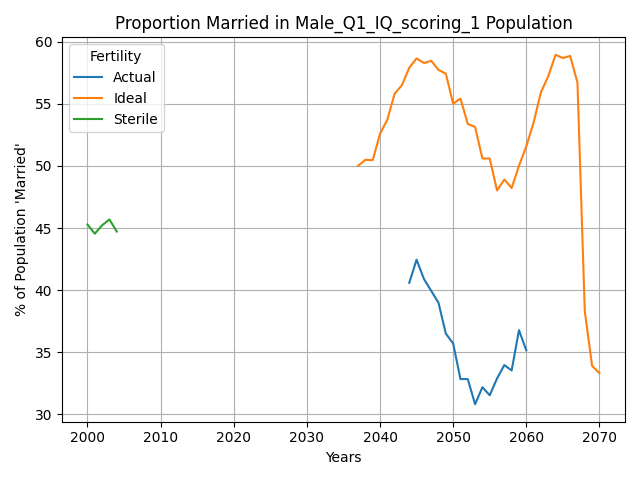 Proportion Married in Male_Q1_IQ_scoring_1 Population
Fertility
Actual
Ideal
Sterile
% of Population 'Married'
60
55
50
45
40
35
30
2000
2010
2020
2030
2040
2050
2060
2070
Years